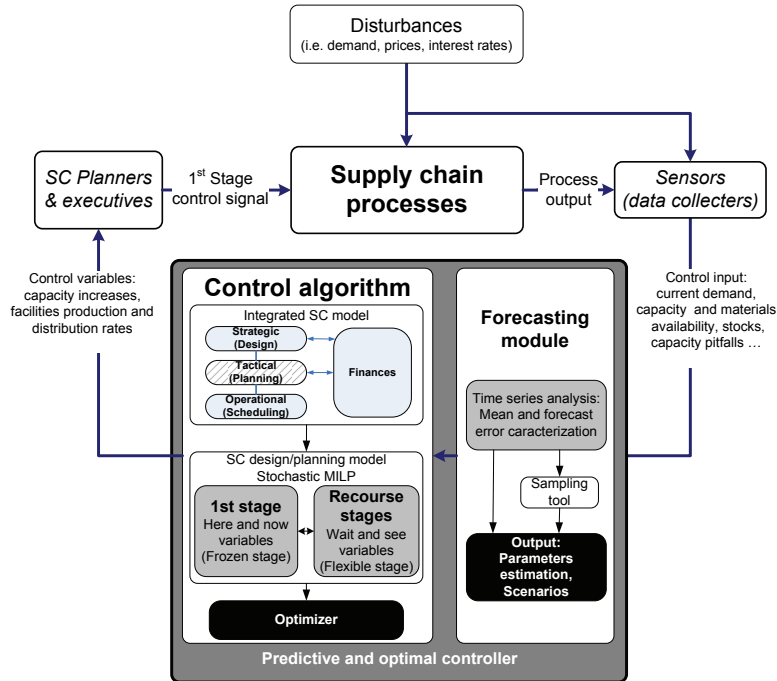 Disturbances
(i.e. demand, prices, interest rates)
SC Planners
& executives
1st Stage
control signal
Supply chain
processes
Process
output
Sensors
(data collecters)
Control variables:
capacity increases,
facilities production and
distribution rates
Control input:
current demand,
capacity and materials
availability, stocks,
capacity pitfalls ...
Control algorithm
Integrated SC model
Strategic
(Design)
Tactical
(Planning)
Operational
(Scheduling)
Finances
SC design/planning model
Stochastic MILP
1st stage
Here and now
variables
(Frozen stage)
Recourse
stages
Wait and see
variables
(Flexible stage)
Optimizer
Forecasting
module
Time series analysis:
Mean and forecast
error caracterization
Sampling
tool
Output:
Parameters
estimation,
Scenarios
Predictive and optimal controller